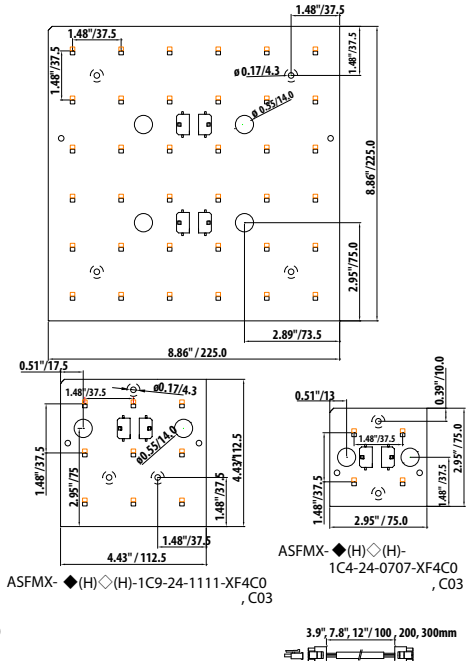 1.48"/37.5
1.48"/37.5
1.48"/37.5
1.48"/37.5
ø0.17/4.3
ø 0.55/14.0
8.86"/225.0
2.95"/75.0
2.89"/73.5
8.86"/ 225.0
0.51"/17.5
1.48"/37.5
ø0.17/4.3
1.48"/37.5
2.95"/75
ø0.55/14.0
4.43"/112.5
1.48"/37.5
1.48"/37.5
4.43" / 112.5
ASFMX- ◆(H)◇(H)-1C9-24-1111-XF4C0
, C03
0.39"/10.0
0.51"/13
1.48"/37.5
1.48"/37.5
1.48" /37.5
2.95" / 75.0
2.95" / 75.0
ASFMX- ◆(H)◇(H)-
1C4-24-0707-XF4C0
, C03
3.9", 7.8", 12"/ 100 , 200, 300mm